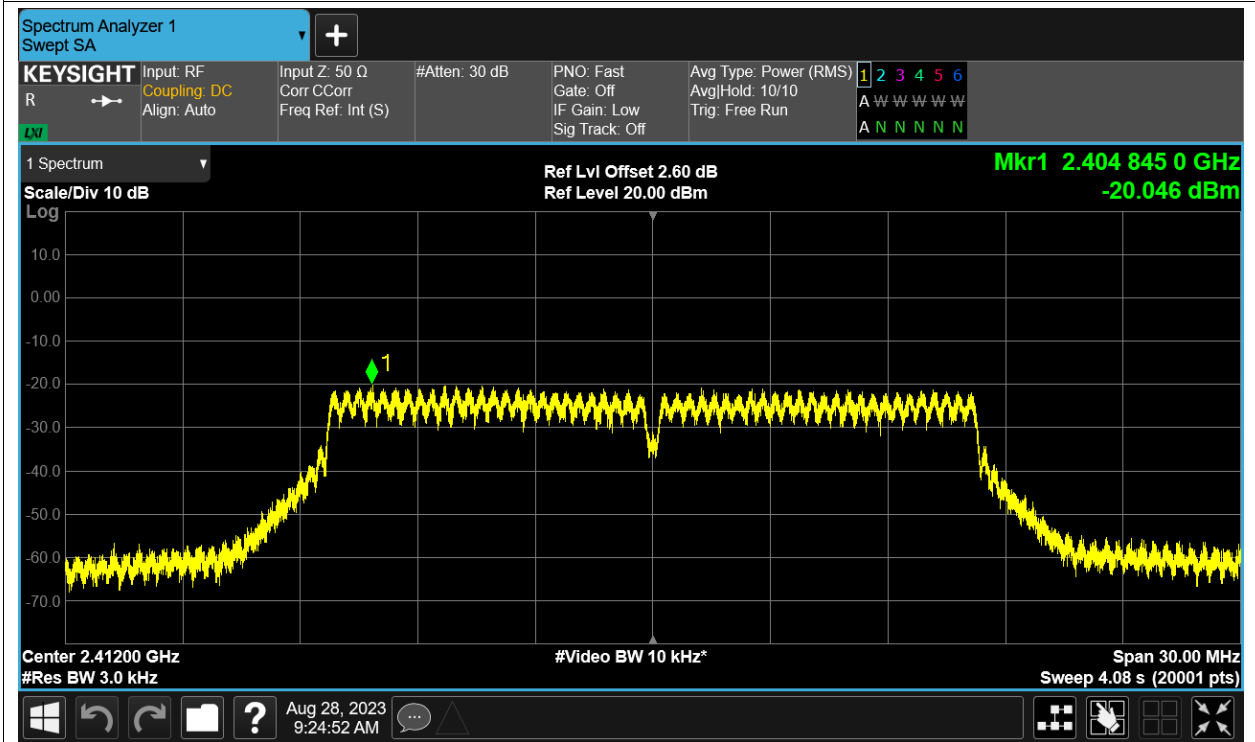 Spectrum Analyzer 1
Swept SA
KEYSIGHT
R
LXI
Input: RF
Coupling: DC
Align: Auto
Input Z: 50 Ω
Corr CCorr
Freq Ref: Int (S)
#Atten: 30 dB
PNO: Fast
Gate: Off
IF Gain: Low
Sig Track: Off
Avg Type: Power (RMS)
Avg|Hold: 10/10
Trig: Free Run
1 2 3 4 5 6
A W W W W W
A N N N N N
1 Spectrum
Scale/Div 10 dB
Log
Ref Lvl Offset 2.60 dB
Ref Level 20.00 dBm
Mkr1 2.404 845 0 GHz
-20.046 dBm
10.0
0.00
-10.0
1
-20.0
-30.0
-40.0
-50.0
-60.0
-70.0
Center 2.41200 GHz
#Res BW 3.0 kHz
#Video BW 10 kHz*
Span 30.00 MHz
Sweep 4.08 s (20001 pts)
?
Aug 28, 2023
9:24:52 AM